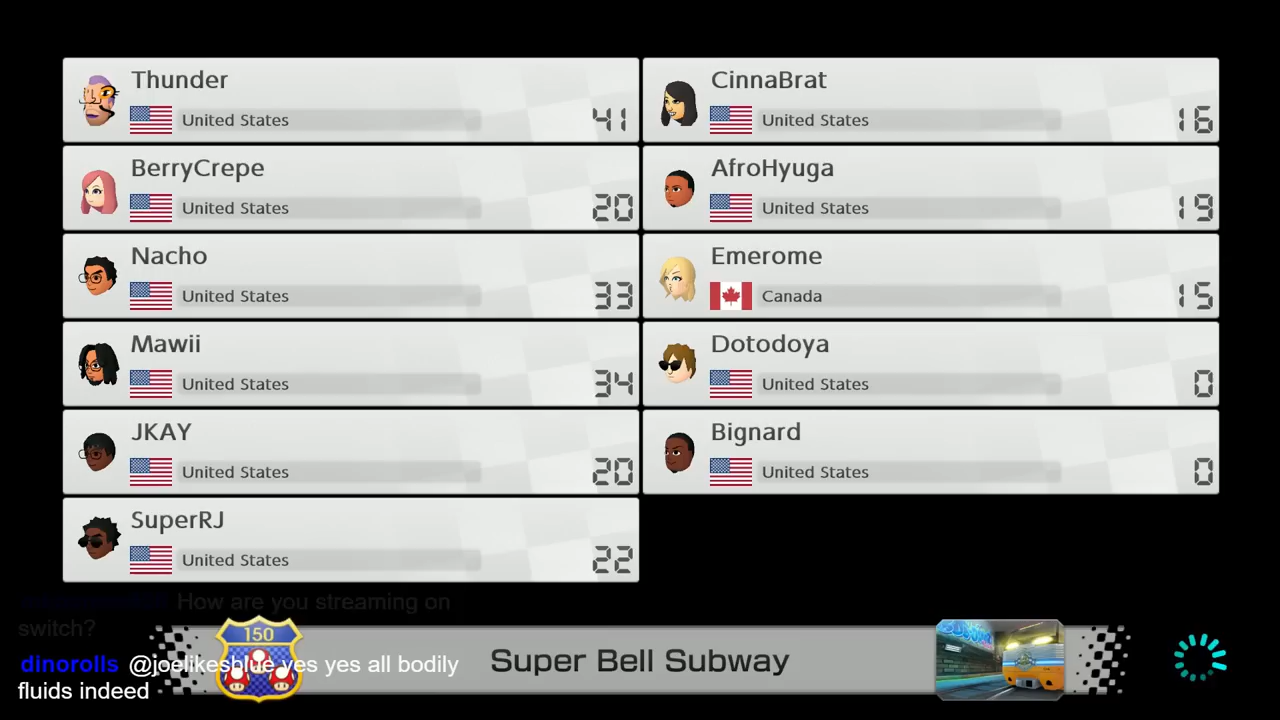 Thunder
United States
41
BerryCrepe
United States
20
Nacho
United States
33
Mawii
United States
34
JKAY
United States
20
SuperRJ
United States
22
CinnaBrat
United States
16
AfroHyuga
United States
19
Emerome
Canada
15
Dotodoya
United States
0
Bignard
United States
0
How are you streaming on
switch?
dinorolls @joelikesblue yes yes all bodily
fluids indeed
150
Super Bell Subway